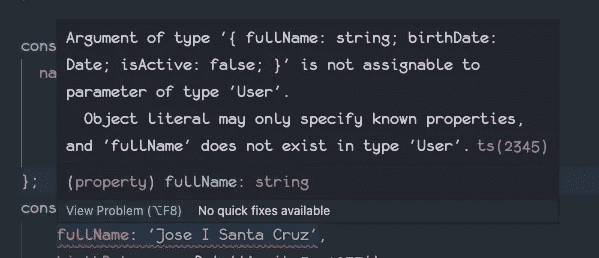 Argument of type '{ fullName: string; birthDate:
cons
Date; isActive: false; }' is not assignable to
na
parameter of type 'User'.
Object literal may only specify known properties,
and 'fullName' does not exist in type 'User'. ts(2345)
};
(property) fullName: string
cons
View Problem (⌥F8) No quick fixes available
fullName: 'Jose I Santa Cruz',